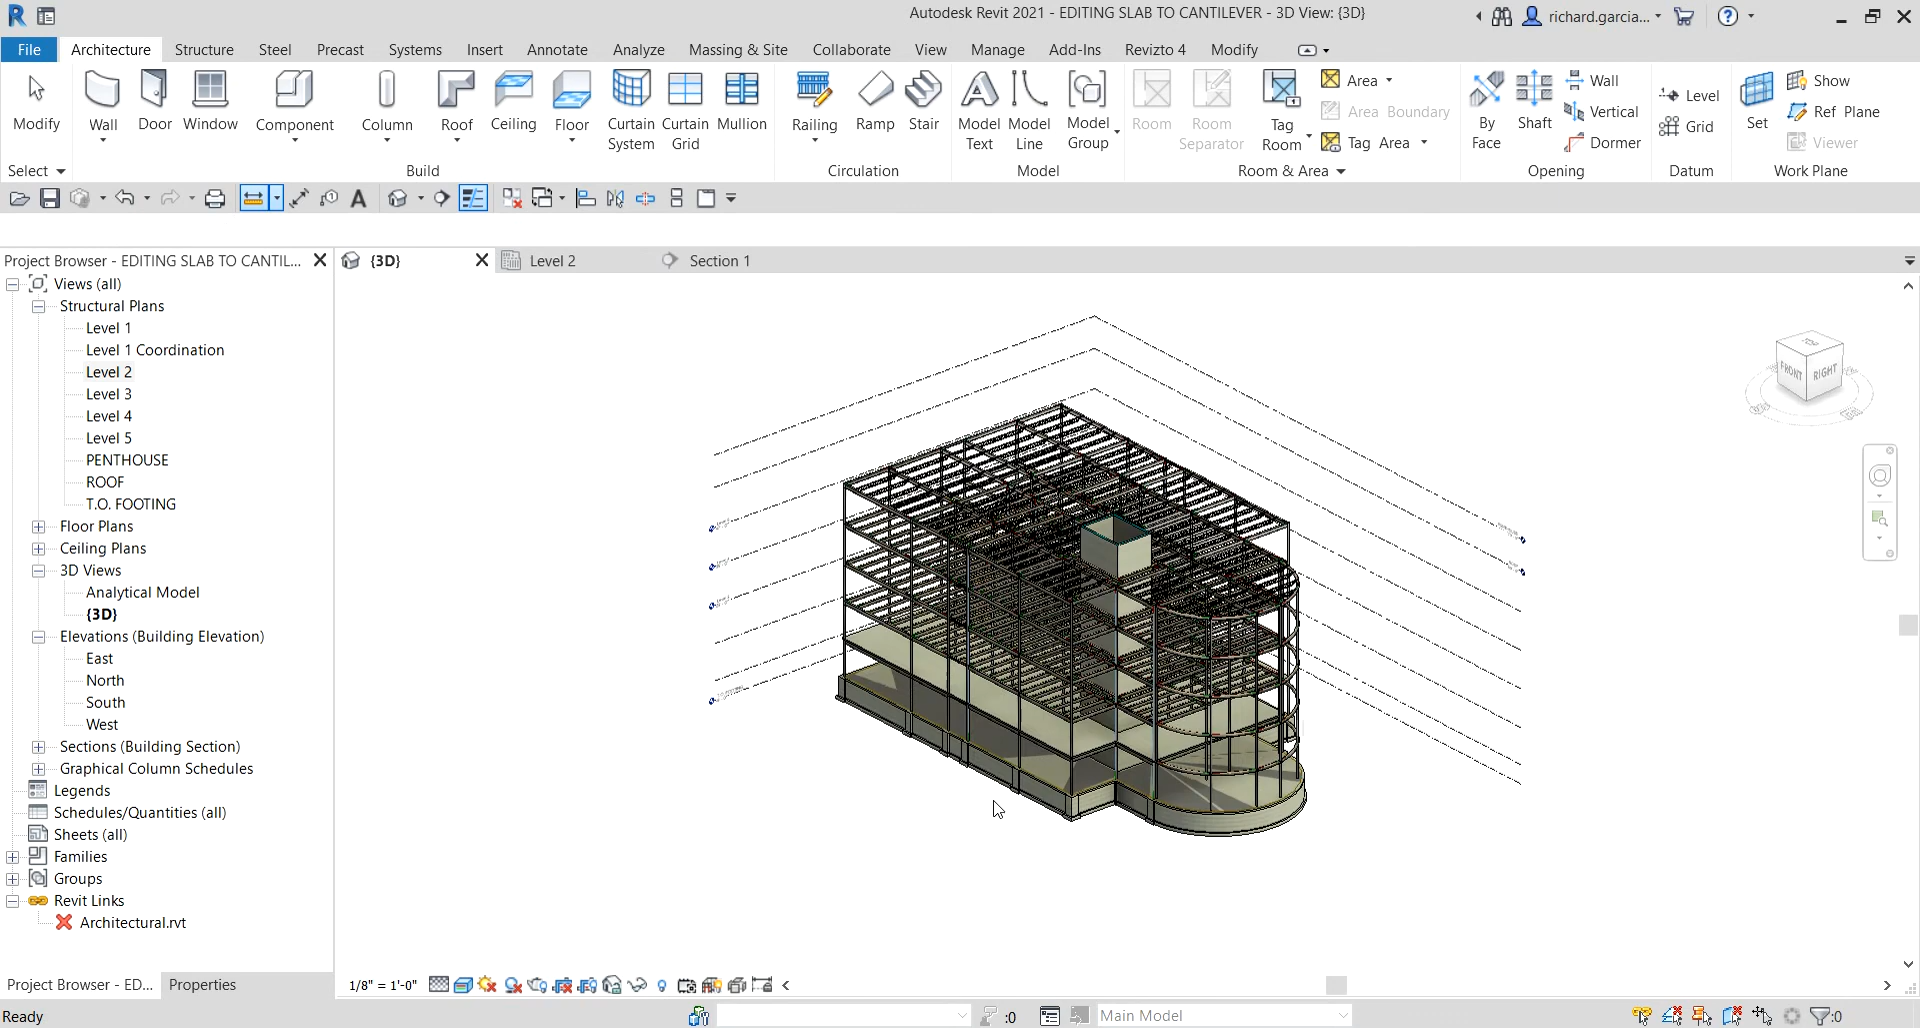 Autodesk Revit 2021 - EDITING SLAB TO CANTILEVER - 3D View: {3D}
richard.garcia...
File Architecture Structure Steel Precast Systems Insert Annotate Analyze Massing & Site Collaborate View Manage Add-Ins Revizto 4 Modify
Modify
Wall
Door
Window
Component
Column
Roof
Ceiling
Floor
Curtain System
Curtain Grid
Mullion
Railing
Ramp
Stair
Model Text
Model Line
Model Group
Room
Room Separator
Tag Room
Area
Area Boundary
Tag Area
By Face
Shaft
Wall
Vertical
Dormer
Level
Grid
Set
Show
Ref Plane
Viewer
Select
Build
Circulation
Model
Room & Area
Opening
Datum
Work Plane
Project Browser - EDITING SLAB TO CANTIL...
{3D}
Level 2
Section 1
Views (all)
Structural Plans
Level 1
Level 1 Coordination
Level 2
Level 3
Level 4
Level 5
PENTHOUSE
ROOF
T.O. FOOTING
Floor Plans
Ceiling Plans
3D Views
Analytical Model
{3D}
Elevations (Building Elevation)
East
North
South
West
Sections (Building Section)
Graphical Column Schedules
Legends
Schedules/Quantities (all)
Sheets (all)
Families
Groups
Revit Links
Architectural.rvt
TOP
FRONT
RIGHT
Project Browser - ED...
Properties
1/8" = 1'-0"
Ready
:0
Main Model
:0